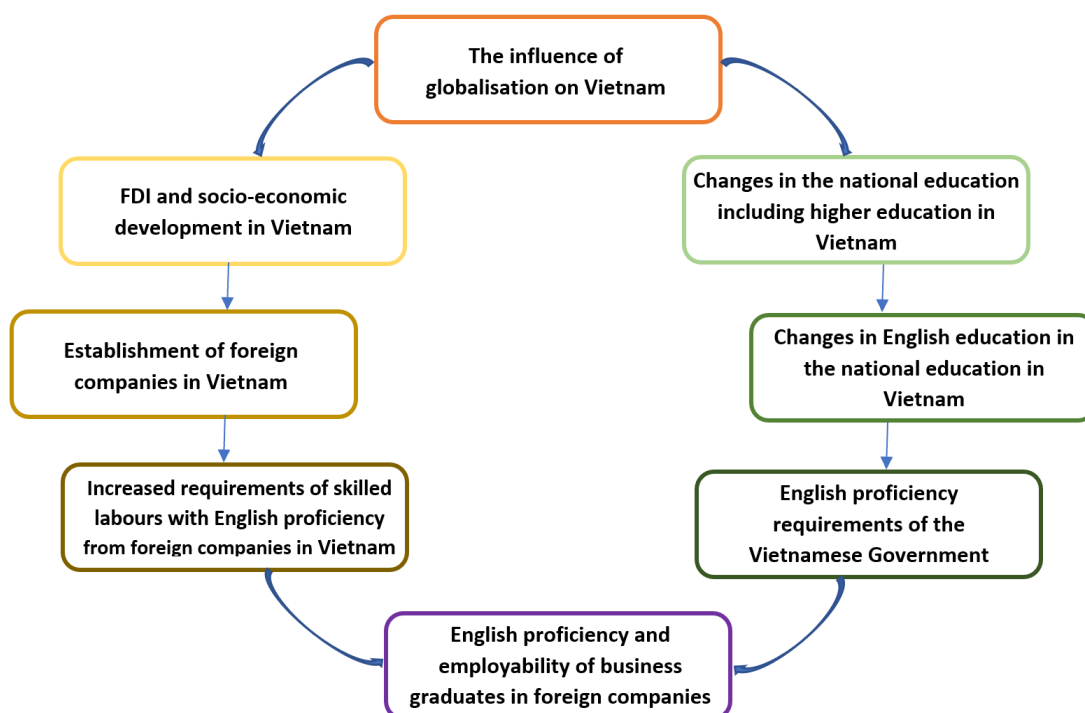 The influence of
globalisation on Vietnam
FDI and socio-economic
development in Vietnam
Changes in the national education
including higher education in
Vietnam
Establishment of foreign
companies in Vietnam
Changes in English education in
the national education in
Vietnam
Increased requirements of skilled
labours with English proficiency
from foreign companies in Vietnam
English proficiency
requirements of the
Vietnamese Government
English proficiency and
employability of business
graduates in foreign companies